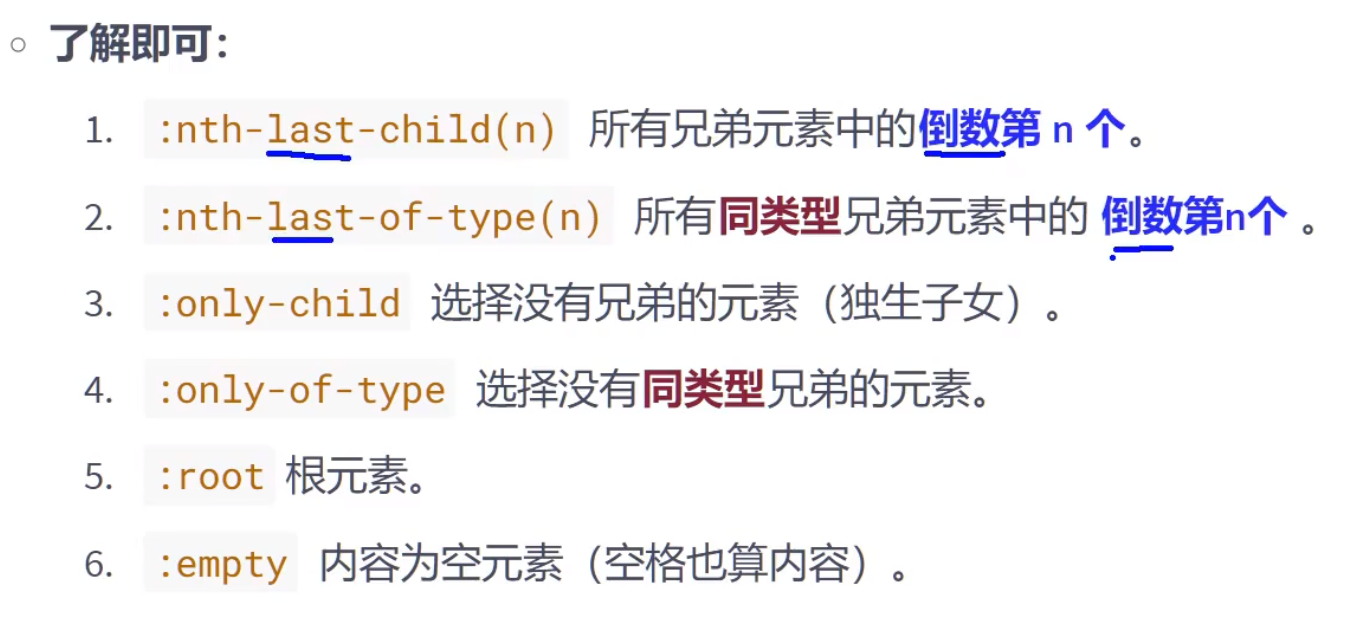 了解即可：
1. :nth-last-child(n) 所有兄弟元素中的倒数第 n 个。
2. :nth-last-of-type(n) 所有同类型兄弟元素中的 倒数第n个 。
3. :only-child 选择没有兄弟的元素（独生子女）。
4. :only-of-type 选择没有同类型兄弟的元素。
5. :root 根元素。
6. :empty 内容为空元素（空格也算内容）。